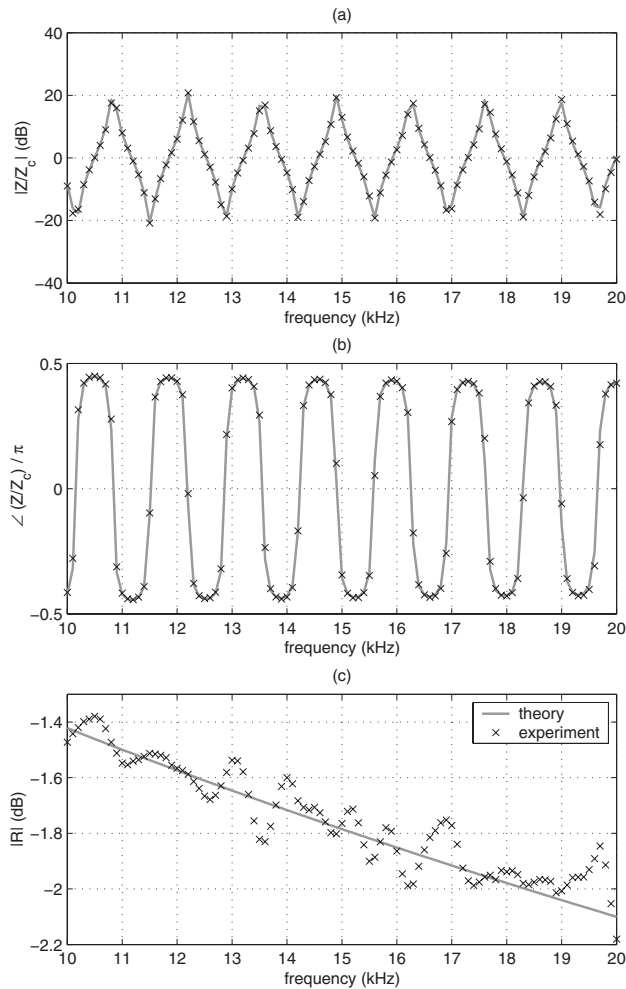 (a)
40
20
0
−20
−40
|Z/Z_c| (dB)
10 11 12 13 14 15 16 17 18 19 20
frequency (kHz)
(b)
0.5
0
−0.5
∠ (Z/Z_c) / π
10 11 12 13 14 15 16 17 18 19 20
frequency (kHz)
(c)
−1.4
−1.6
−1.8
−2
−2.2
|R| (dB)
theory
experiment
10 11 12 13 14 15 16 17 18 19 20
frequency (kHz)